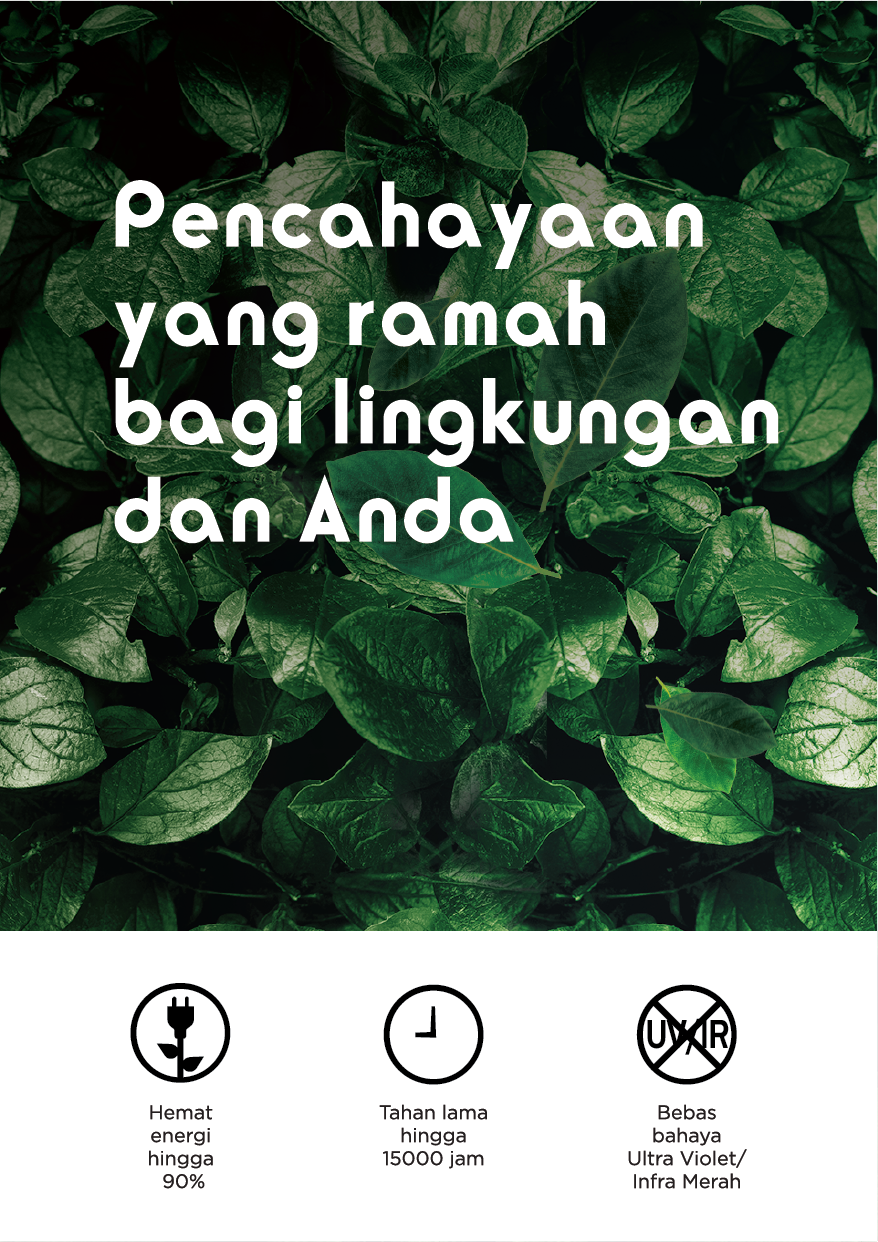 Pencahayaan
yang ramah
bagi lingkungan
dan Anda
UV/IR
Hemat
energi
hingga
90%
Tahan lama
hingga
15000 jam
Bebas
bahaya
Ultra Violet/
Infra Merah